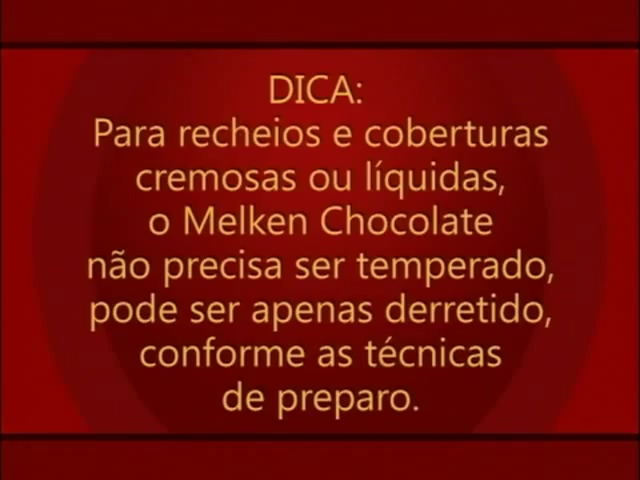 DICA:
Para recheios e coberturas
cremosas ou líquidas,
o Melken Chocolate
não precisa ser temperado,
pode ser apenas derretido,
conforme as técnicas
de preparo.